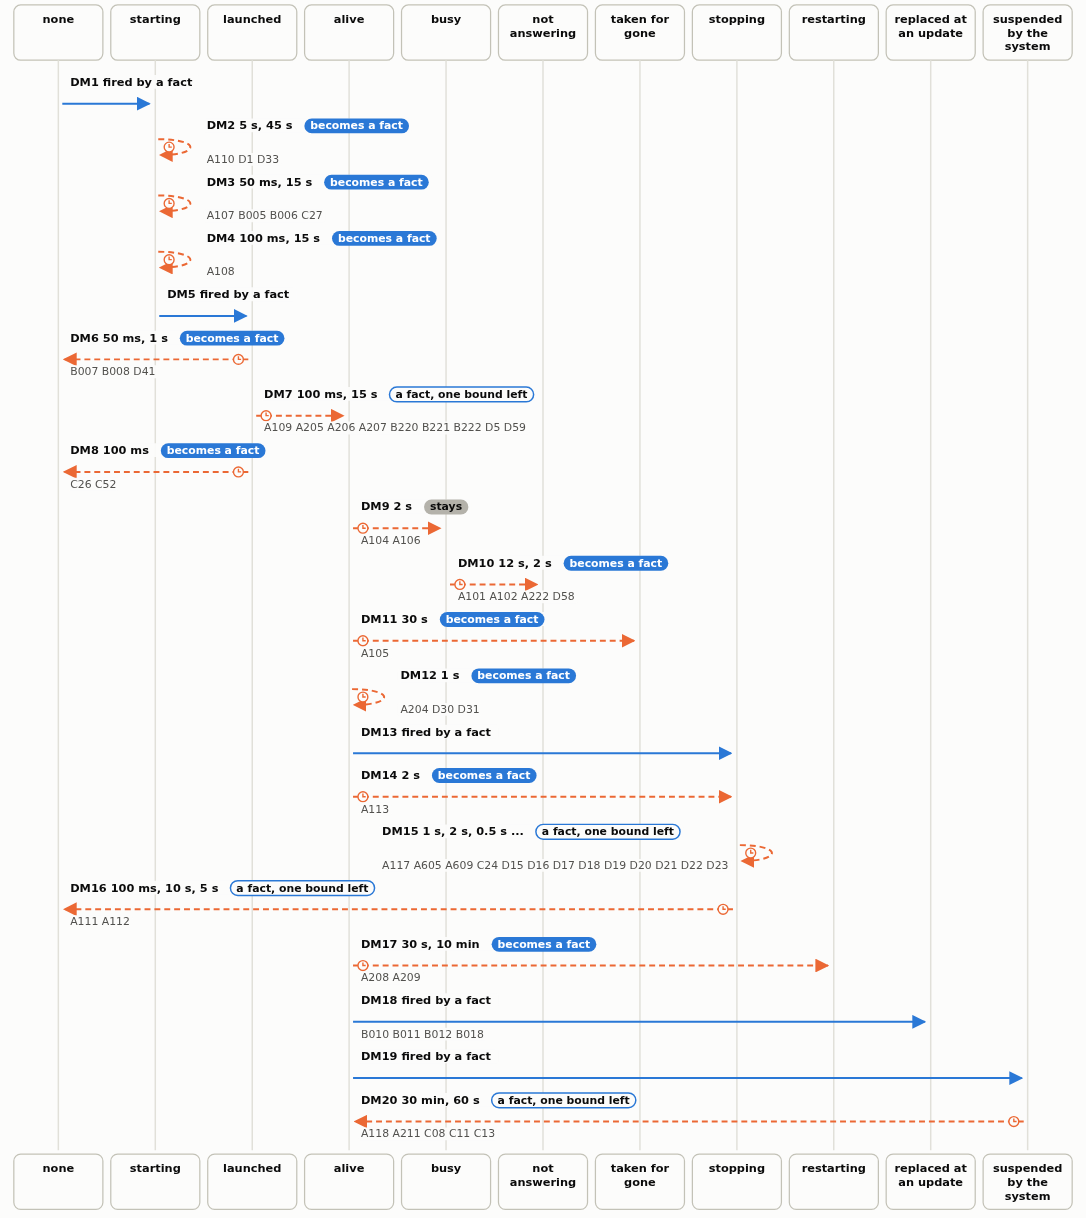 none
starting
launched
alive
busy
not
answering
taken for
gone
stopping
restarting
replaced at
an update
suspended
by the
system
DM1 fired by a fact
DM2 5 s, 45 s becomes a fact
A110 D1 D33
DM3 50 ms, 15 s becomes a fact
A107 B005 B006 C27
DM4 100 ms, 15 s becomes a fact
A108
DM5 fired by a fact
DM6 50 ms, 1 s becomes a fact
B007 B008 D41
DM7 100 ms, 15 s a fact, one bound left
A109 A205 A206 A207 B220 B221 B222 D5 D59
DM8 100 ms becomes a fact
C26 C52
DM9 2 s stays
A104 A106
DM10 12 s, 2 s becomes a fact
A101 A102 A222 D58
DM11 30 s becomes a fact
A105
DM12 1 s becomes a fact
A204 D30 D31
DM13 fired by a fact
DM14 2 s becomes a fact
A113
DM15 1 s, 2 s, 0.5 s ... a fact, one bound left
A117 A605 A609 C24 D15 D16 D17 D18 D19 D20 D21 D22 D23
DM16 100 ms, 10 s, 5 s a fact, one bound left
A111 A112
DM17 30 s, 10 min becomes a fact
A208 A209
DM18 fired by a fact
B010 B011 B012 B018
DM19 fired by a fact
DM20 30 min, 60 s a fact, one bound left
A118 A211 C08 C11 C13
none
starting
launched
alive
busy
not
answering
taken for
gone
stopping
restarting
replaced at
an update
suspended
by the
system